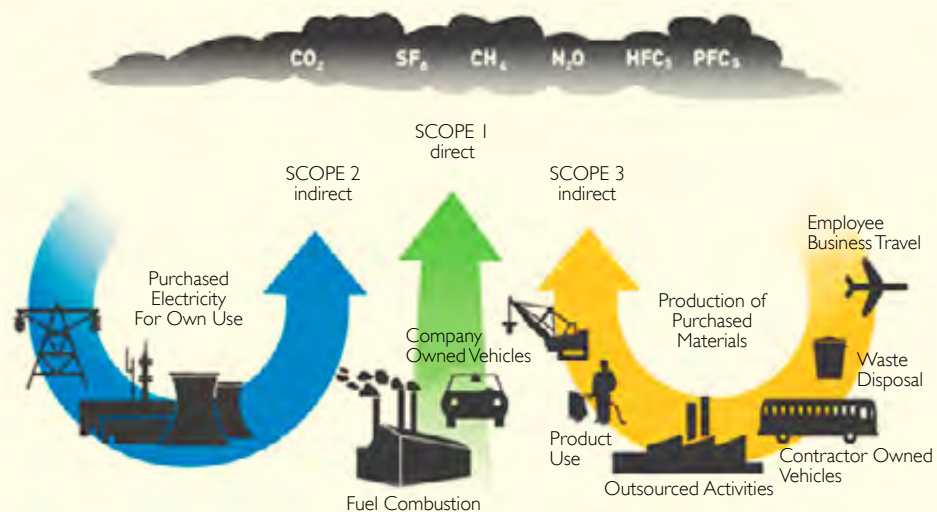 CO₂ SF₆ CH₄ N₂O HFCs PFCs
SCOPE 1
direct
SCOPE 2
indirect
SCOPE 3
indirect
Employee
Business Travel
Purchased
Electricity
For Own Use
Production of
Purchased
Materials
Company
Owned Vehicles
Waste
Disposal
Product
Use
Contractor Owned
Vehicles
Outsourced Activities
Fuel Combustion